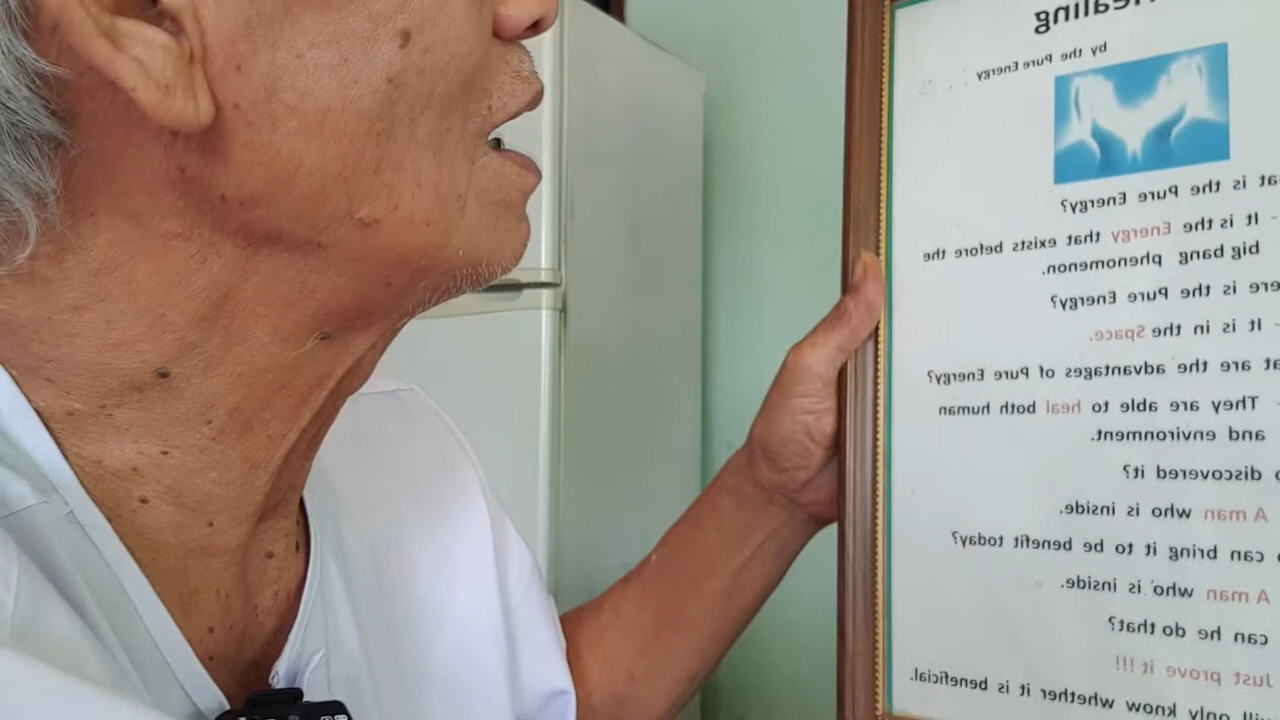 Healing
by the Pure Energy
is the Pure Energy?
- It is the Energy that exists before the
big bang phenomenon.
is the Pure Energy?
- It is in the Space.
are the advantages of Pure Energy?
- They are able to heal both human
and environment.
discovered it?
A man who is inside.
can bring it to be benefit today?
A man who is inside.
can he do that?
Just prove it !!!
only know whether it is beneficial.